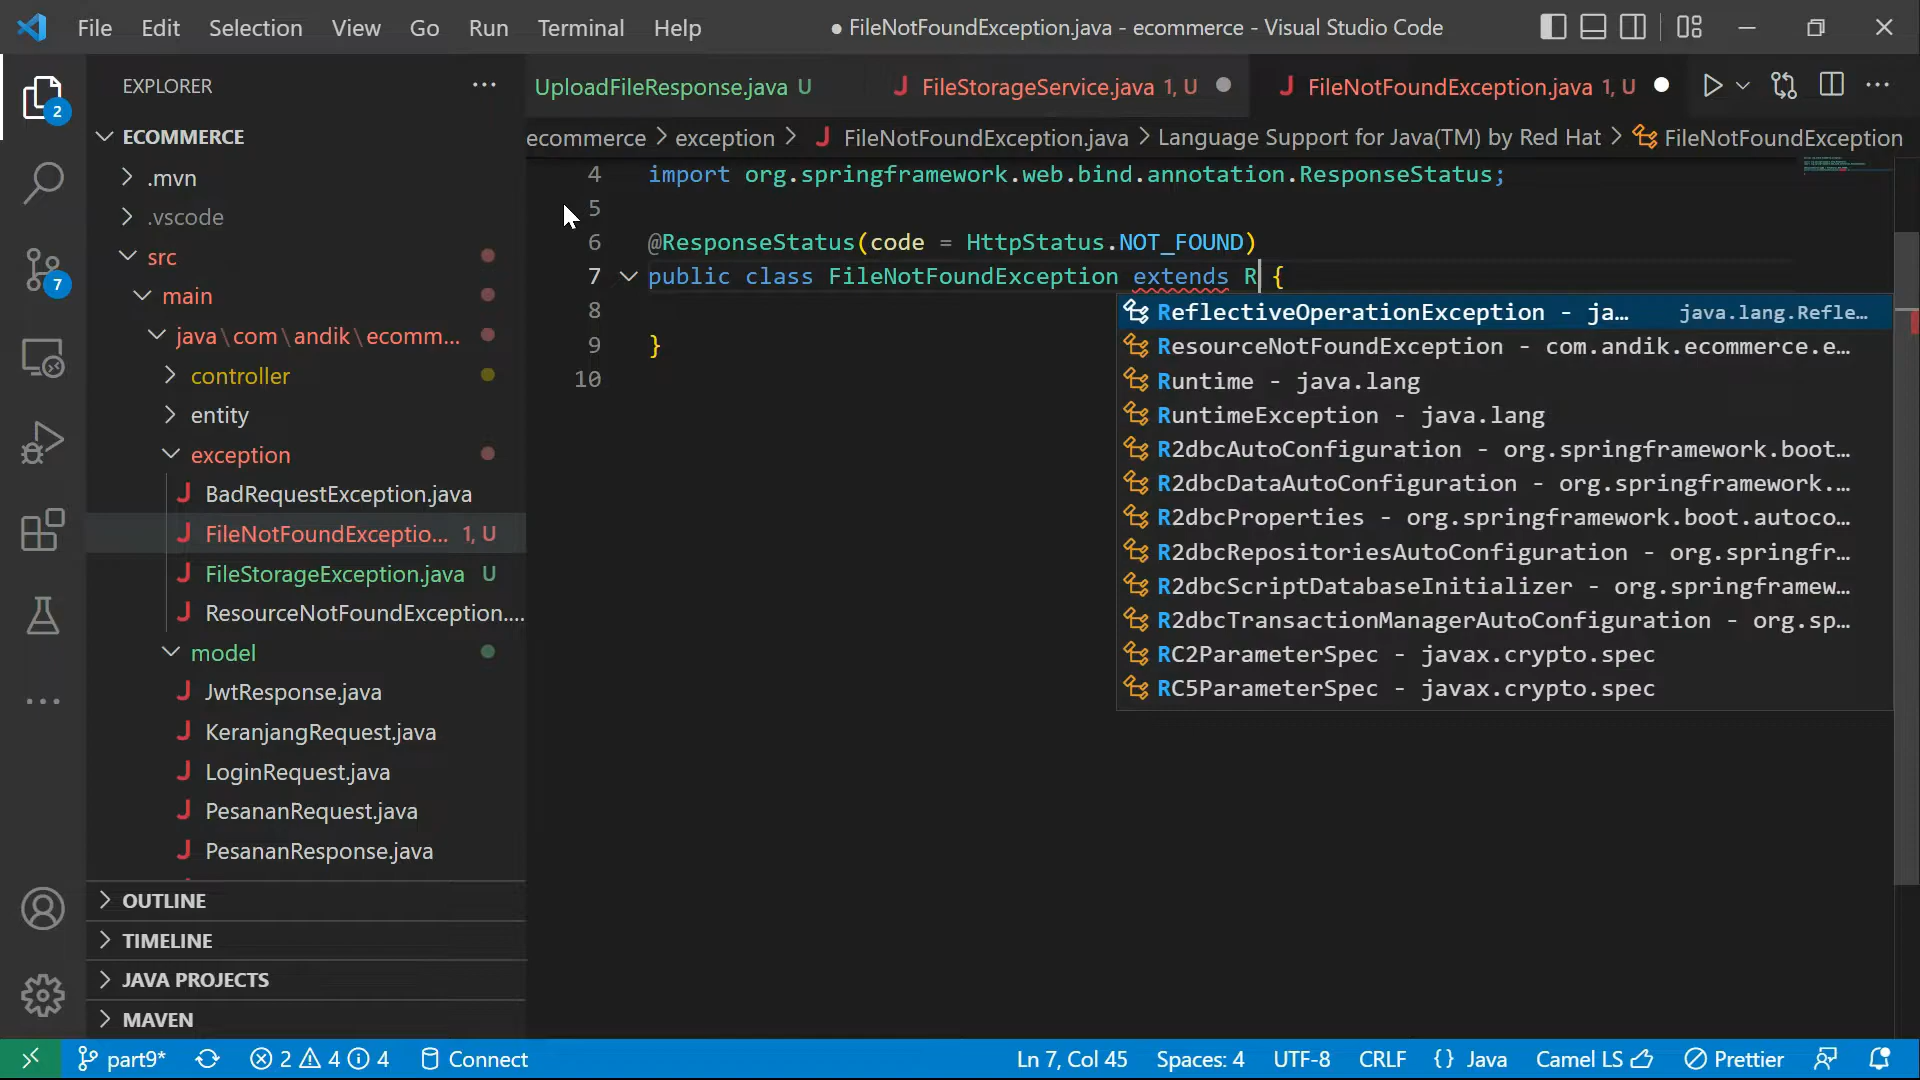 File Edit Selection View Go Run Terminal Help
● FileNotFoundException.java - ecommerce - Visual Studio Code
EXPLORER ...
UploadFileResponse.java U
FileStorageService.java 1, U
FileNotFoundException.java 1, U
ecommerce > exception > FileNotFoundException.java > Language Support for Java(TM) by Red Hat > FileNotFoundException
ECOMMERCE
.mvn
.vscode
src
main
java\com\andik\ecomm...
controller
entity
exception
BadRequestException.java
FileNotFoundExceptio... 1, U
FileStorageException.java U
ResourceNotFoundException....
model
JwtResponse.java
KeranjangRequest.java
LoginRequest.java
PesananRequest.java
PesananResponse.java
OUTLINE
TIMELINE
JAVA PROJECTS
MAVEN
2
7
4 import org.springframework.web.bind.annotation.ResponseStatus;
5
6 @ResponseStatus(code = HttpStatus.NOT_FOUND)
7 public class FileNotFoundException extends R {
8
9 }
10
ReflectiveOperationException - ja... java.lang.Refle...
ResourceNotFoundException - com.andik.ecommerce.e...
Runtime - java.lang
RuntimeException - java.lang
R2dbcAutoConfiguration - org.springframework.boot...
R2dbcDataAutoConfiguration - org.springframework....
R2dbcProperties - org.springframework.boot.autoco...
R2dbcRepositoriesAutoConfiguration - org.springfr...
R2dbcScriptDatabaseInitializer - org.springframew...
R2dbcTransactionManagerAutoConfiguration - org.sp...
RC2ParameterSpec - javax.crypto.spec
RC5ParameterSpec - javax.crypto.spec
part9* 2 4 4 Connect Ln 7, Col 45 Spaces: 4 UTF-8 CRLF {} Java Camel LS Prettier